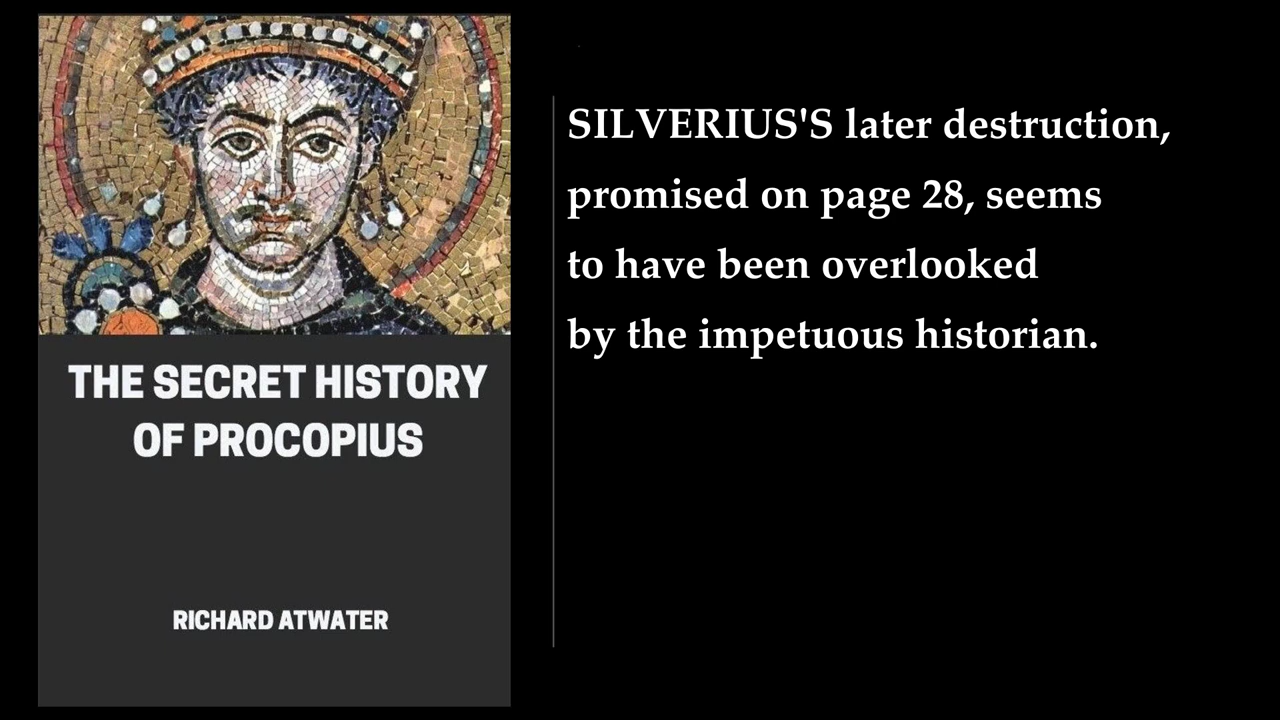 THE SECRET HISTORY
OF PROCOPIUS
RICHARD ATWATER
SILVERIUS'S later destruction,
promised on page 28, seems
to have been overlooked
by the impetuous historian.